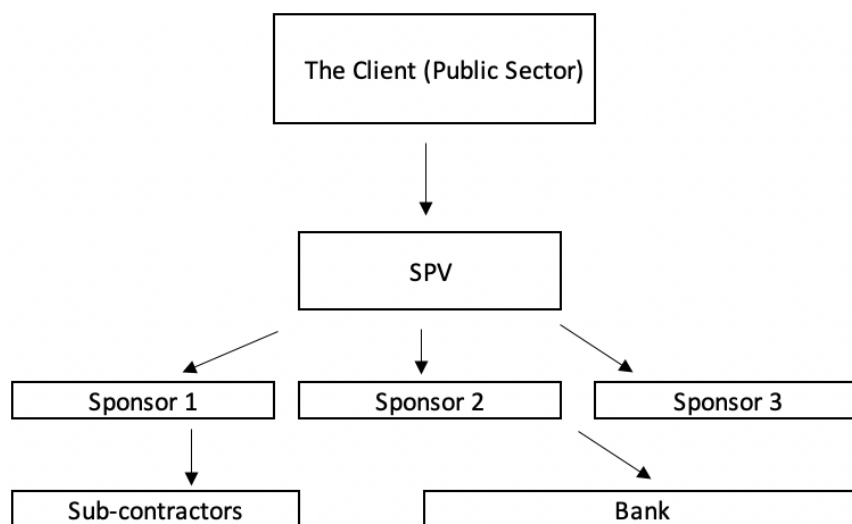 The Client (Public Sector)
SPV
Sponsor 1
Sponsor 2
Sponsor 3
Sub-contractors
Bank